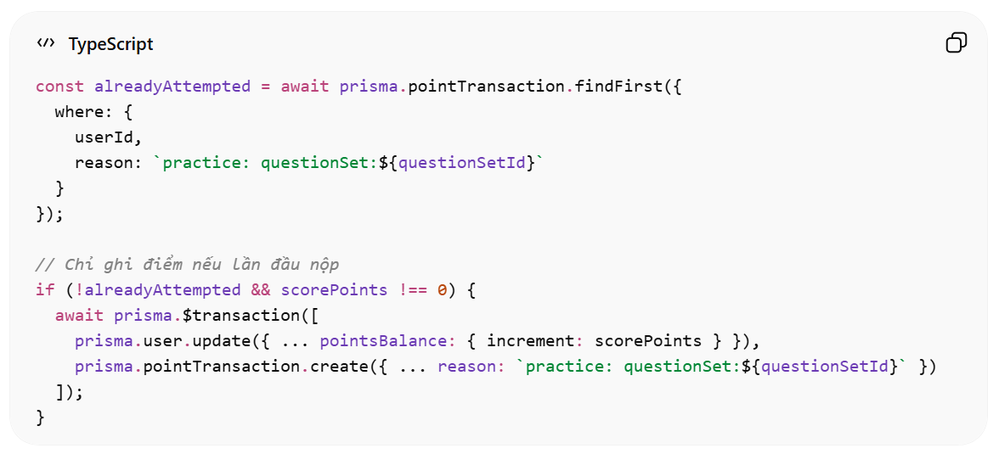 </> TypeScript
const alreadyAttempted = await prisma.pointTransaction.findFirst({
  where: {
    userId,
    reason: `practice: questionSet:${questionSetId}`
  }
});

// Chỉ ghi điểm nếu lần đầu nộp
if (!alreadyAttempted && scorePoints !== 0) {
  await prisma.$transaction([
    prisma.user.update({ ... pointsBalance: { increment: scorePoints } }),
    prisma.pointTransaction.create({ ... reason: `practice: questionSet:${questionSetId}` })
  ]);
}